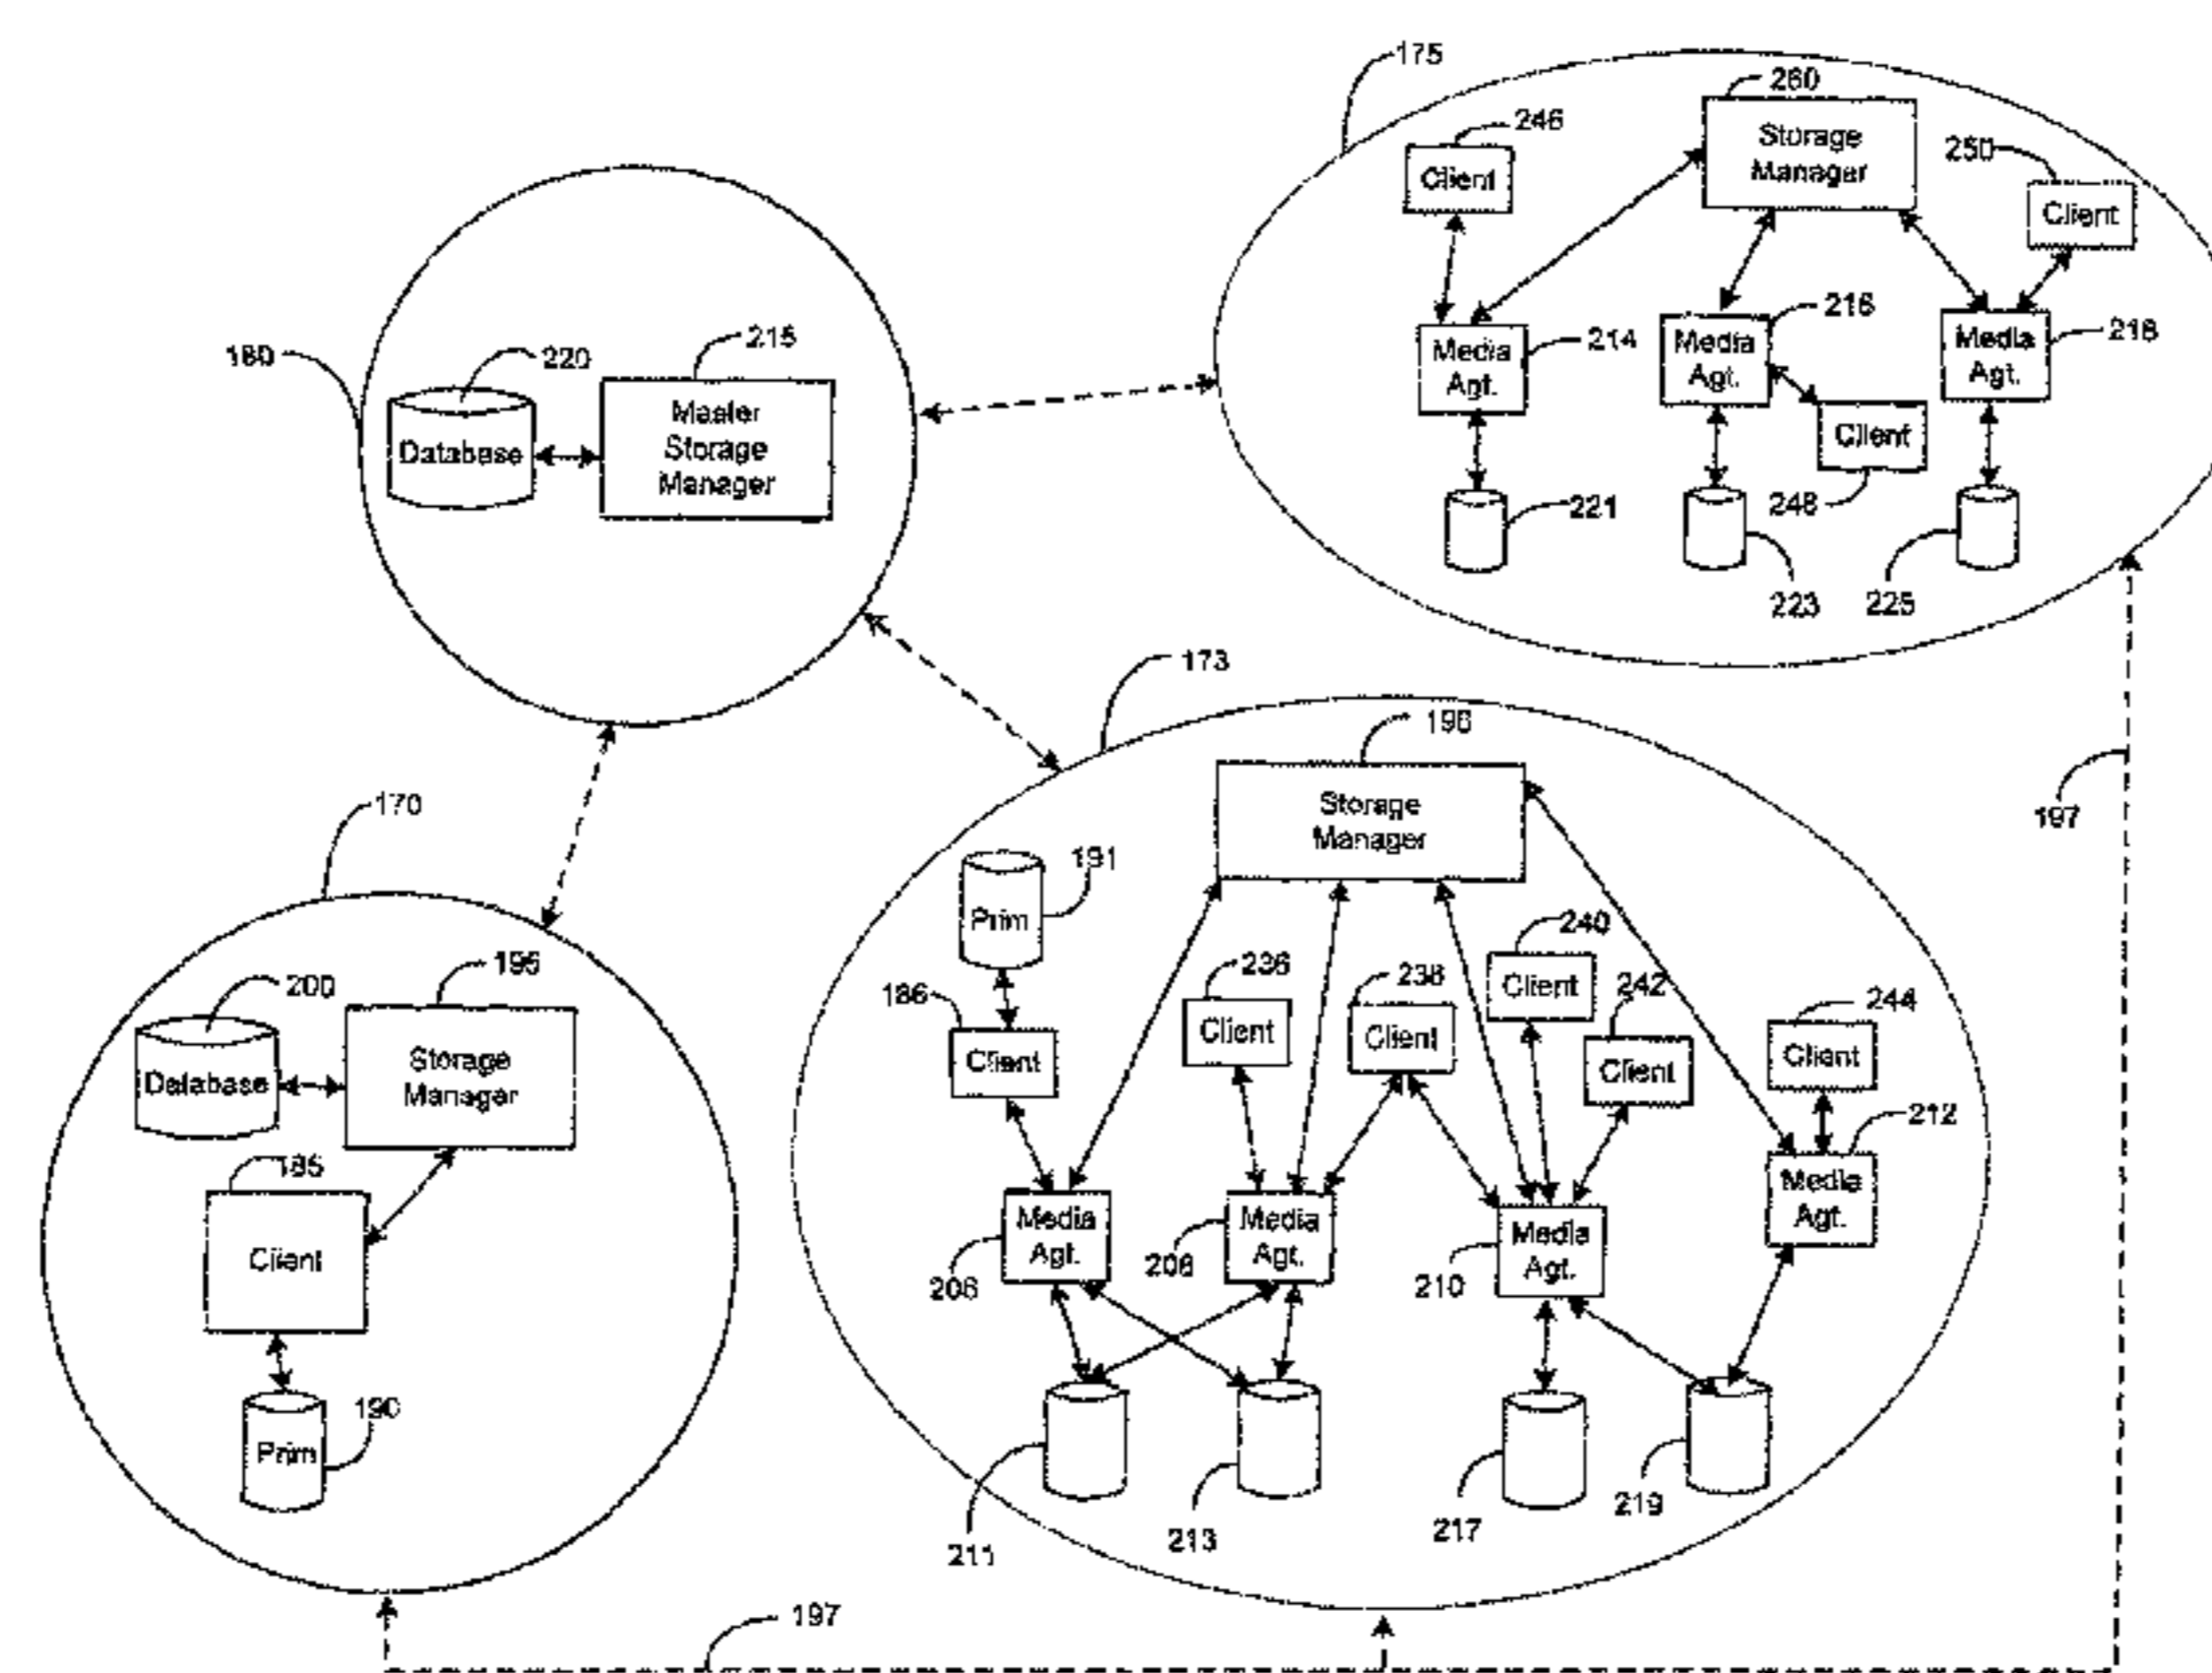 175
260
Storage
Manager
246
Client
250
Client
Media
Agt.
214
Media
Agt.
216
Media
Agt.
218
Client
248
221
223
225
180
220
Database
215
Master
Storage
Manager
173
196
Storage
Manager
191
Prim
186
Client
236
Client
238
Client
240
Client
242
Client
244
Client
212
Media
Agt.
Media
Agt.
206
Media
Agt.
208
Media
Agt.
210
211
213
217
219
197
170
200
Database
195
Storage
Manager
185
Client
190
Prim
197